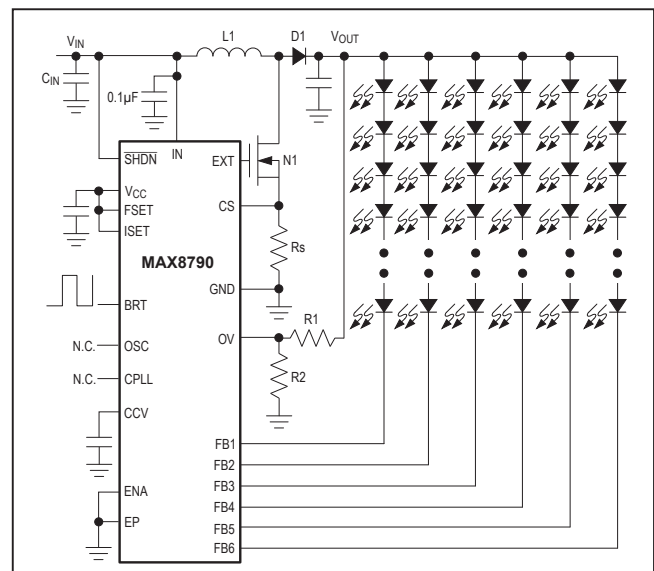 VIN
L1
D1
VOUT
CIN
0.1µF
SHDN
IN
EXT
N1
VCC
FSET
ISET
CS
Rs
MAX8790
GND
BRT
R1
OV
N.C.
OSC
R2
N.C.
CPLL
CCV
FB1
FB2
ENA
FB3
FB4
EP
FB5
FB6